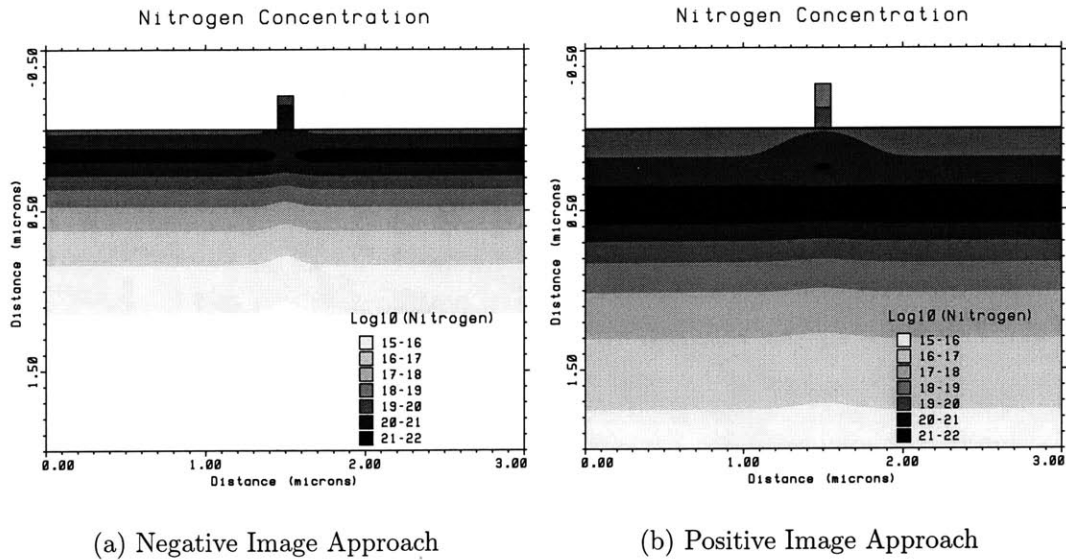 Nitrogen Concentration
-0.50
0.50
1.50
Distance (microns)
Log10(Nitrogen)
15-16
16-17
17-18
18-19
19-20
20-21
21-22
0.00
1.00
2.00
3.00
Distance (microns)
(a) Negative Image Approach
Nitrogen Concentration
-0.50
0.50
1.50
Distance (microns)
Log10(Nitrogen)
15-16
16-17
17-18
18-19
19-20
20-21
21-22
0.00
1.00
2.00
3.00
Distance (microns)
(b) Positive Image Approach